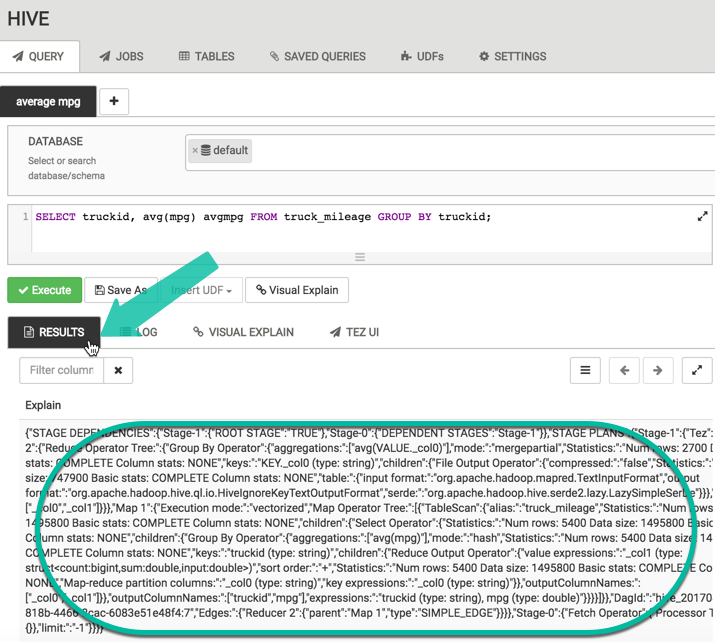 HIVE
QUERY JOBS TABLES SAVED QUERIES UDFs SETTINGS
average mpg +
DATABASE
Select or search
database/schema
× default
1 SELECT truckid, avg(mpg) avgmpg FROM truck_mileage GROUP BY truckid;
Execute Save As Insert UDF Visual Explain
RESULTS LOG VISUAL EXPLAIN TEZ UI
Filter column
Explain
{"STAGE DEPENDENCIES":{"Stage-1":{"ROOT STAGE":"TRUE"},"Stage-0":{"DEPENDENT STAGES":"Stage-1"}},"STAGE PLANS":{"Stage-1":{"Tez":
2":{"Reduce Operator Tree:":{"Group By Operator":{"aggregations:":["avg(VALUE._col0)"],"mode:":"mergepartial","Statistics:":"Num rows: 2700 D
stats: COMPLETE Column stats: NONE","keys:":"KEY._col0 (type: string)","children":{"File Output Operator":{"compressed:":"false","Statistics:":
size: 747900 Basic stats: COMPLETE Column stats: NONE","table:":{"input format:":"org.apache.hadoop.mapred.TextInputFormat","output
format:":"org.apache.hadoop.hive.ql.io.HiveIgnoreKeyTextOutputFormat","serde:":"org.apache.hadoop.hive.serde2.lazy.LazySimpleSerDe"}}},
["_col0","_col1"]}}},"Map 1":{"Execution mode:":"vectorized","Map Operator Tree:":[{"TableScan":{"alias:":"truck_mileage","Statistics:":"Num rows
1495800 Basic stats: COMPLETE Column stats: NONE","children":{"Select Operator":{"Statistics:":"Num rows: 5400 Data size: 1495800 Basic
Column stats: NONE","children":{"Group By Operator":{"aggregations:":["avg(mpg)"],"mode:":"hash","Statistics:":"Num rows: 5400 Data size: 14
stats: COMPLETE Column stats: NONE","keys:":"truckid (type: string)","children":{"Reduce Output Operator":{"value expressions:":"_col1 (type:
struct<count:bigint,sum:double,input:double>)","sort order:":"+","Statistics:":"Num rows: 5400 Data size: 1495800 Basic stats: COMPLETE Co
NONE","Map-reduce partition columns:":"_col0 (type: string)","key expressions:":"_col0 (type: string)"}},"outputColumnNames:":
["_col0","_col1"]}},"outputColumnNames:":["truckid","mpg"],"expressions:":"truckid (type: string), mpg (type: double)"}}}}]}},"DagId:":"hive_20170
"Edges:":{"Reducer 2":{"parent":"Map 1","type":"SIMPLE_EDGE"}}}},"Stage-0":{"Fetch Operator":{"Processor T
{}},"limit:":"-1"}}}}